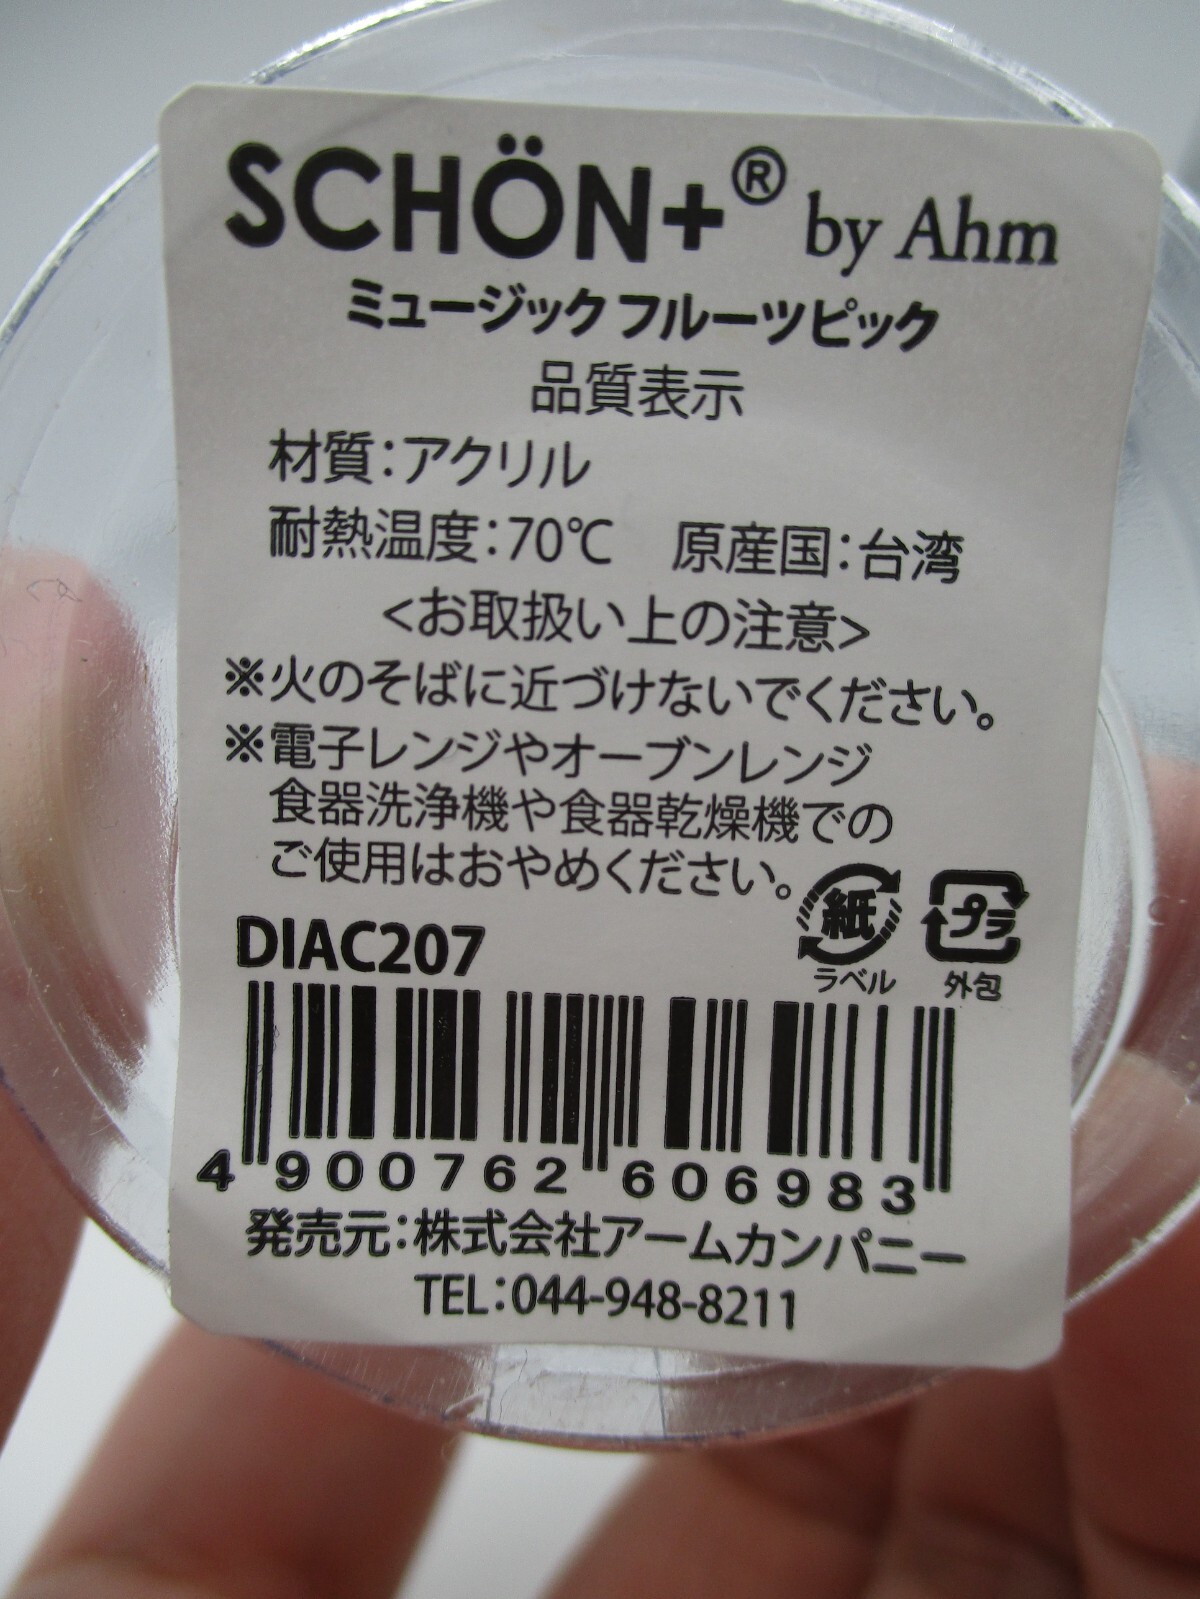 SCHÖN+® by Ahm
ミュージックフルーツピック
品質表示
材質：アクリル
耐熱温度：70℃　原産国：台湾
<お取扱い上の注意>
※火のそばに近づけないでください。
※電子レンジやオーブンレンジ
食器洗浄機や食器乾燥機での
ご使用はおやめください。
紙 プラ
ラベル 外包
DIAC207
4 900762 606983
発売元：株式会社アームカンパニー
TEL：044-948-8211